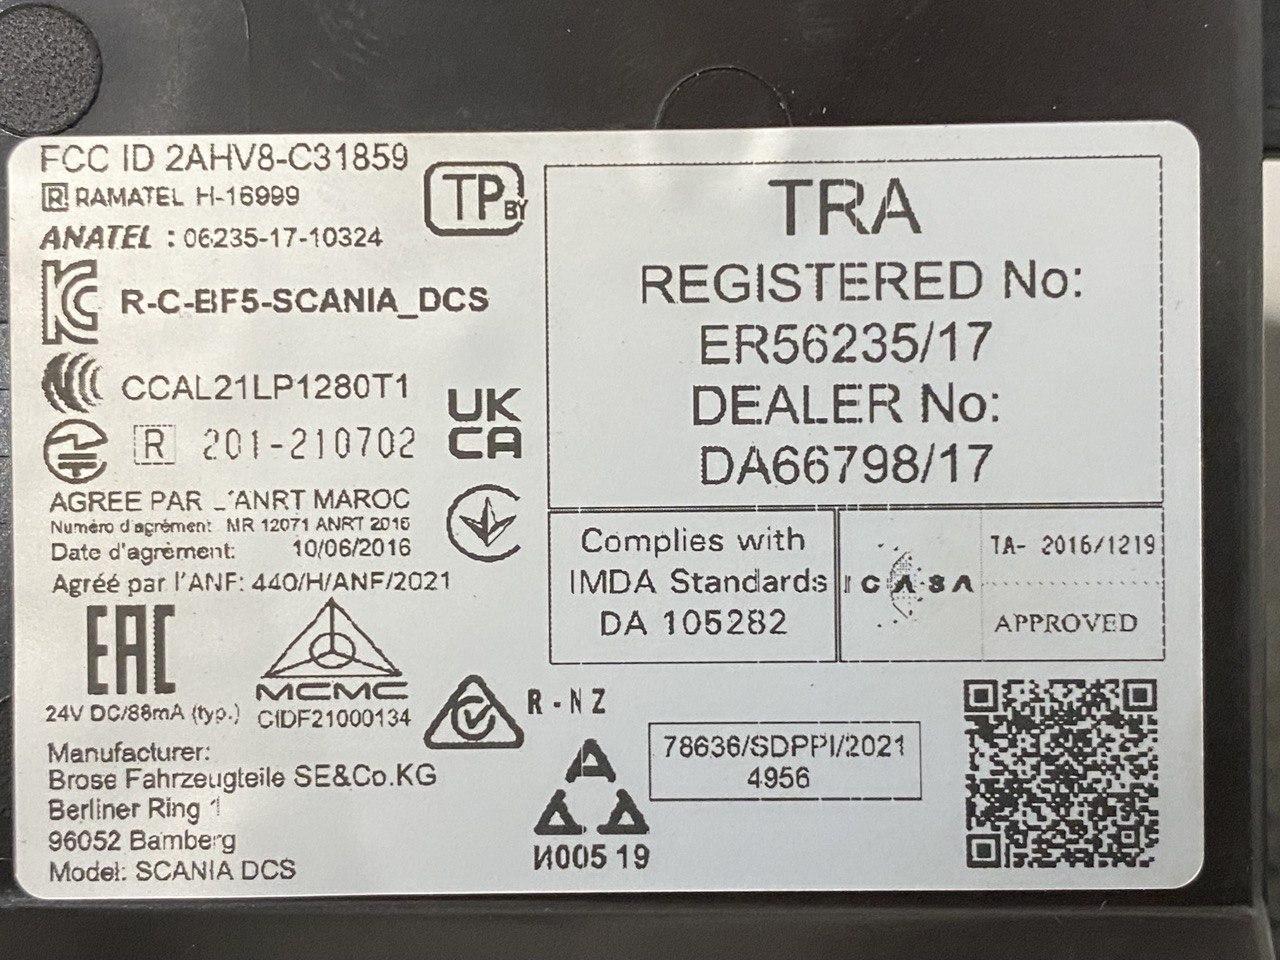 FCC ID 2AHV8-C31859
R RAMATEL H-16999
ANATEL : 06235-17-10324
TP BY
R-C-BF5-SCANIA_DCS
CCAL21LP1280T1
R 201-210702
UK
CA
AGREE PAR L'ANRT MAROC
Numéro d'agrément: MR 12071 ANRT 2016
Date d'agrément: 10/06/2016
Agréé par l'ANF: 440/H/ANF/2021
EAC
24V DC/88mA (typ.)
MCMC
CIDF21000134
R-NZ
Manufacturer:
Brose Fahrzeugteile SE&Co.KG
Berliner Ring 1
96052 Bamberg
Model: SCANIA DCS
И005 19
TRA
REGISTERED No:
ER56235/17
DEALER No:
DA66798/17
Complies with
IMDA Standards
DA 105282
ICASA
TA- 2016/1219
APPROVED
78636/SDPPI/2021
4956